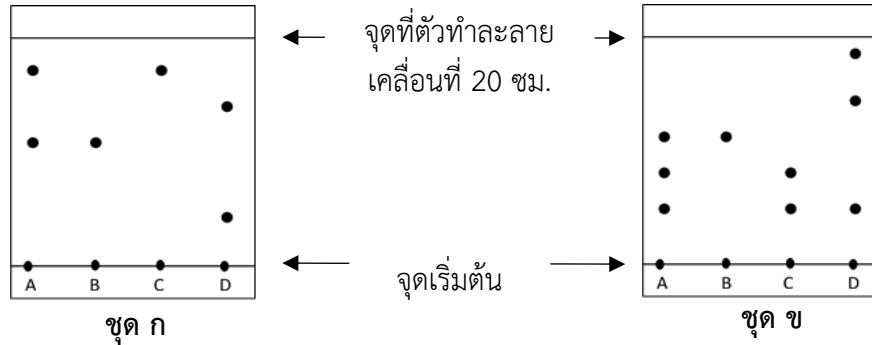 จุดที่ตัวทำละลาย
เคลื่อนที่ 20 ซม.
จุดเริ่มต้น
A B C D
A B C D
ชุด ก
ชุด ข